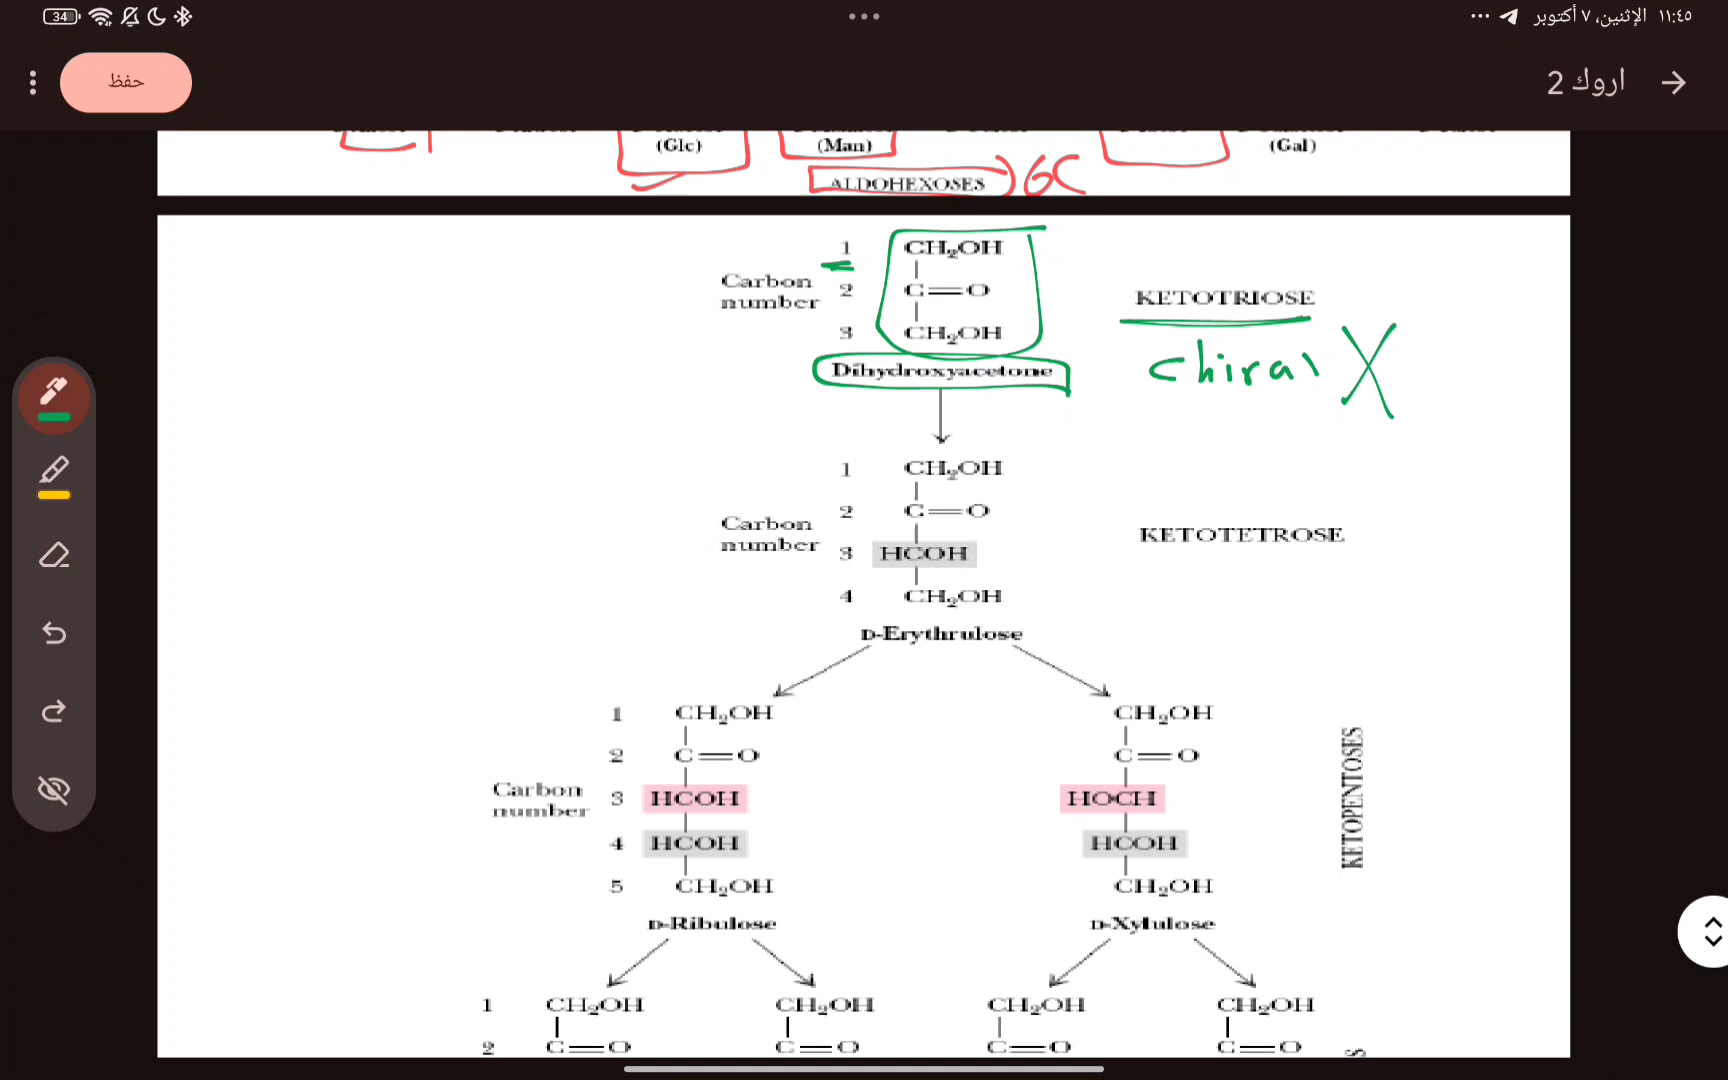 34
١١:٤٥ الإثنين، ٧ أكتوبر
حفظ
اروك 2
(Glc)
(Man)
(Gal)
ALDOHEXOSES
6C
1 CH₂OH
Carbon number
2 C=O
3 CH₂OH
Dihydroxyacetone
KETOTRIOSE
chiral X
1 CH₂OH
2 C=O
Carbon number
3 HCOH
4 CH₂OH
D-Erythrulose
KETOTETROSE
1 CH₂OH
2 C=O
Carbon number
3 HCOH
4 HCOH
5 CH₂OH
D-Ribulose
CH₂OH
C=O
HOCH
HCOH
CH₂OH
D-Xylulose
KETOPENTOSES
1 CH₂OH CH₂OH CH₂OH CH₂OH
2 C=O C=O C=O C=O
S